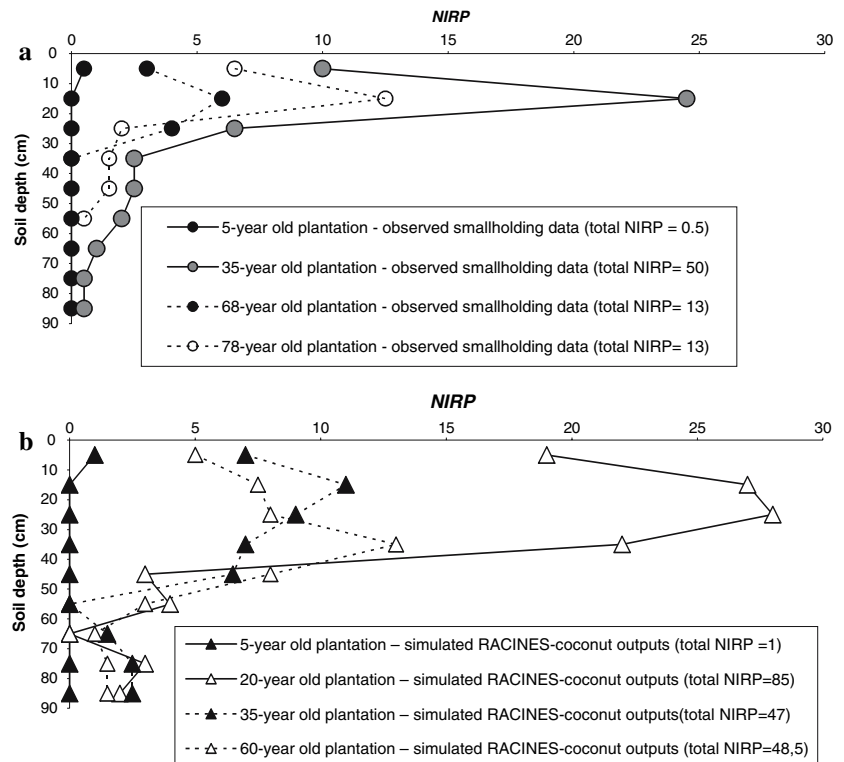 NIRP
a
0 5 10 15 20 25 30
0
10
20
30
40
50
60
70
80
90
Soil depth (cm)
5-year old plantation - observed smallholding data (total NIRP = 0.5)
35-year old plantation - observed smallholding data (total NIRP= 50)
68-year old plantation - observed smallholding data (total NIRP= 13)
78-year old plantation - observed smallholding data (total NIRP= 13)
NIRP
b
0 5 10 15 20 25 30
0
10
20
30
40
50
60
70
80
90
Soil depth (cm)
5-year old plantation – simulated RACINES-coconut outputs (total NIRP =1)
20-year old plantation – simulated RACINES-coconut outputs (total NIRP=85)
35-year old plantation – simulated RACINES-coconut outputs(total NIRP=47)
60-year old plantation – simulated RACINES-coconut outputs (total NIRP=48,5)